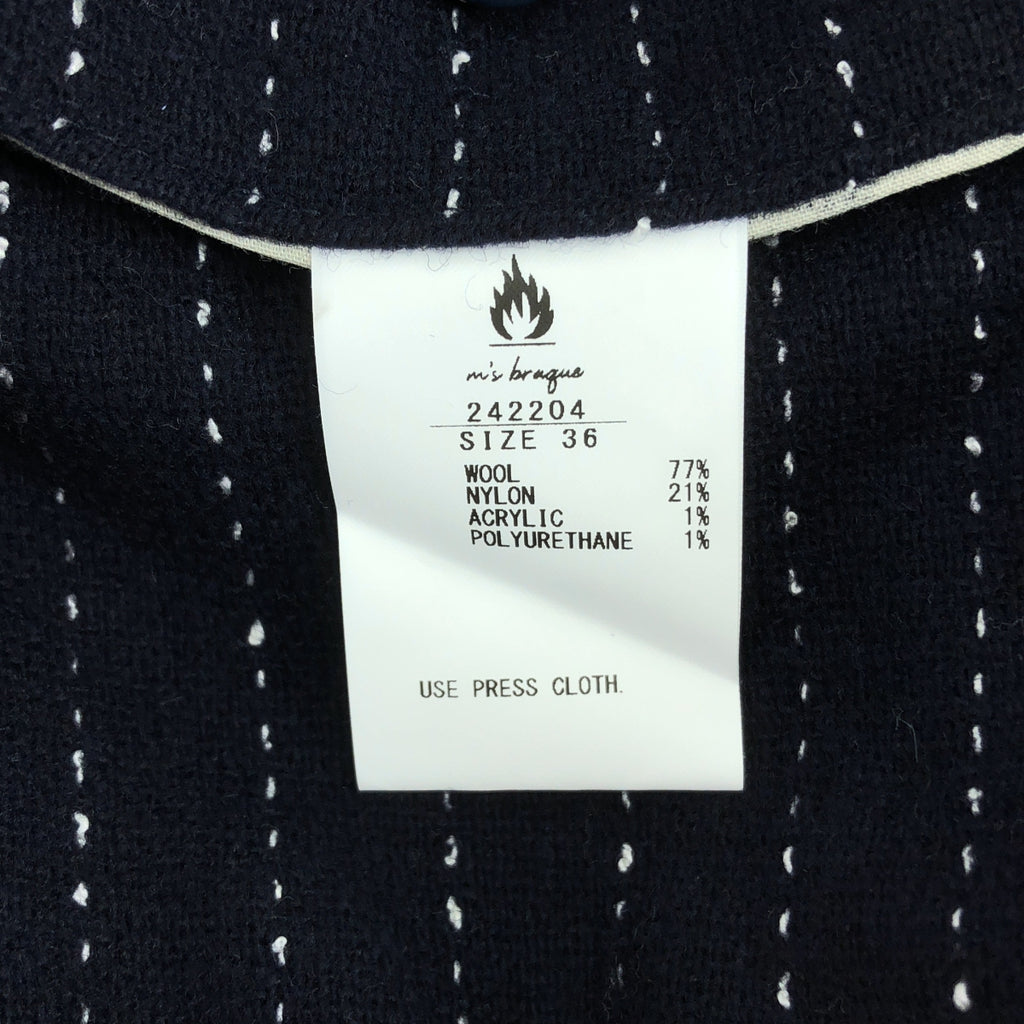 m's braque
242204
SIZE 36
WOOL 77%
NYLON 21%
ACRYLIC 1%
POLYURETHANE 1%
USE PRESS CLOTH.